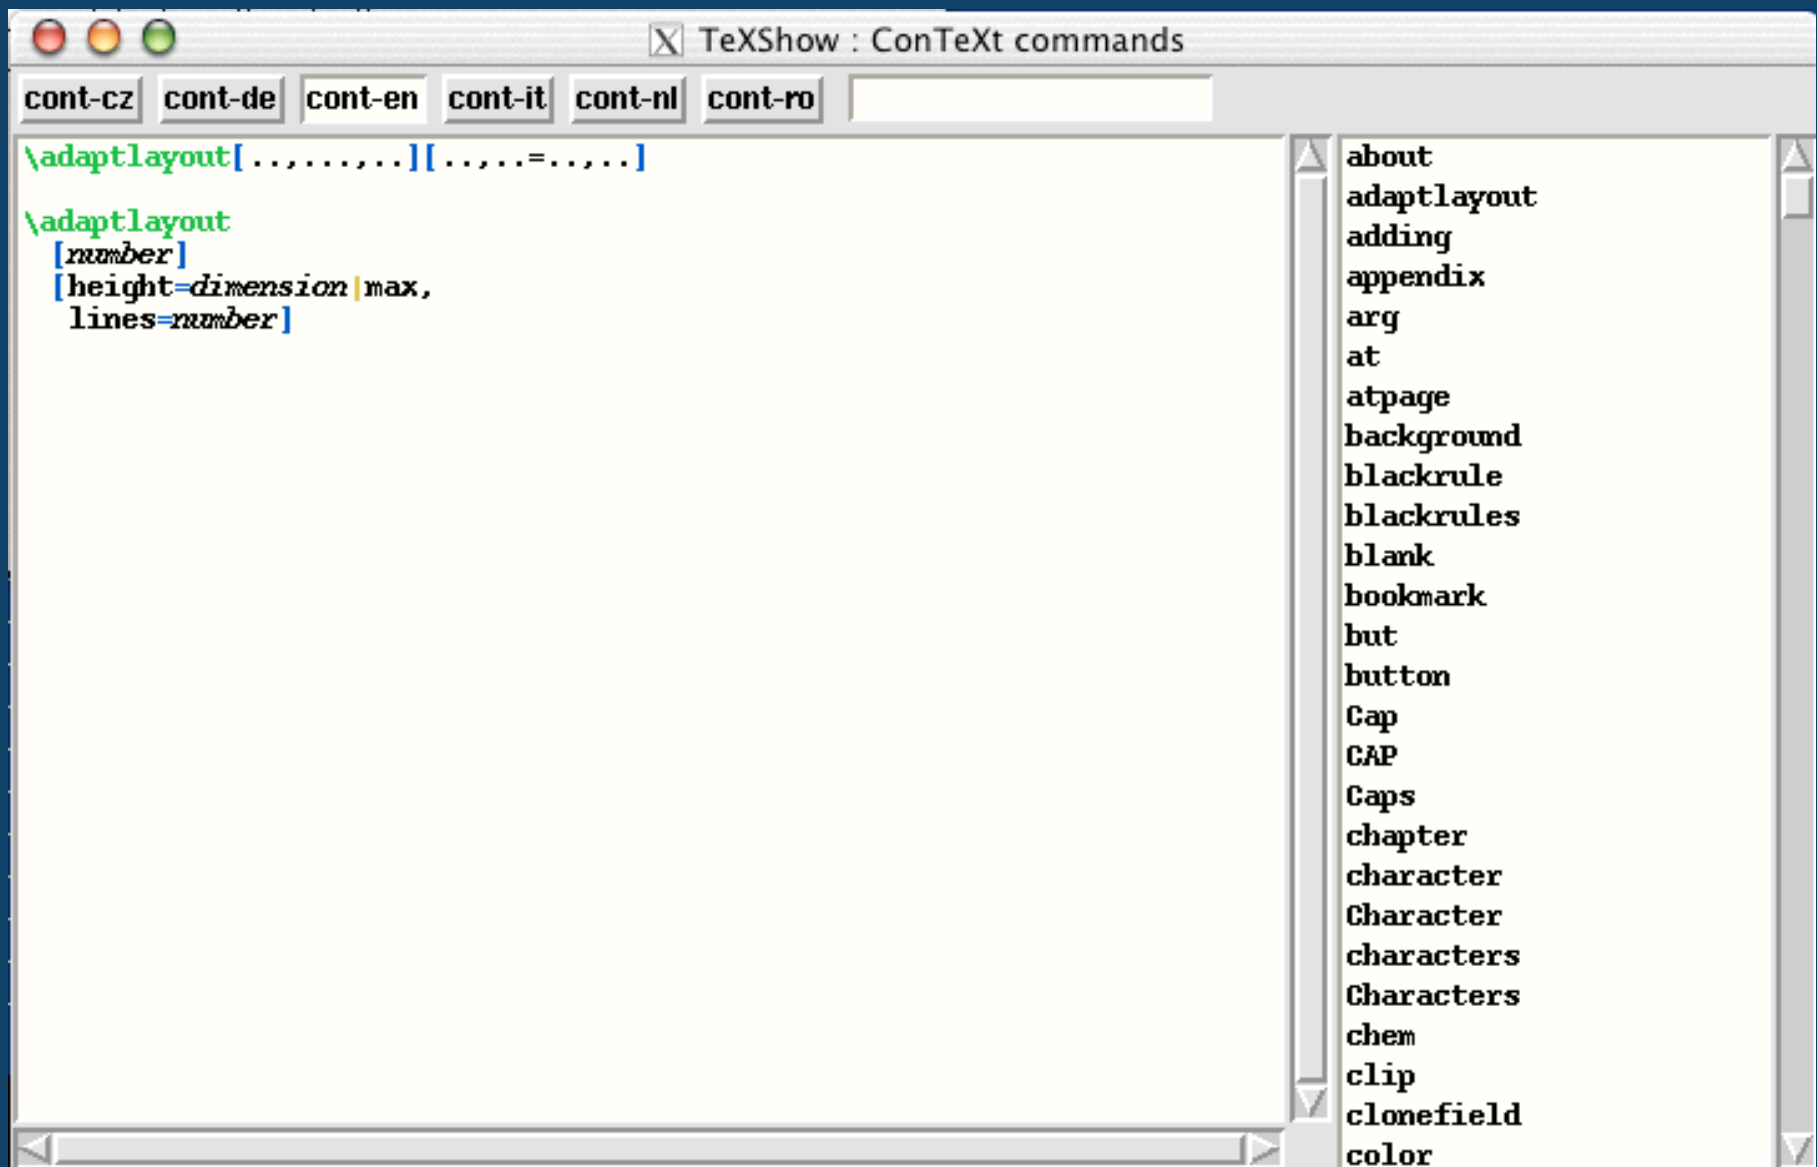 TeXShow : ConTeXt commands
cont-cz cont-de cont-en cont-it cont-nl cont-ro
\adaptlayout[..,...,..][..,..=..,..]
\adaptlayout
[number]
[height=dimension|max,
lines=number]
about
adaptlayout
adding
appendix
arg
at
atpage
background
blackrule
blackrules
blank
bookmark
but
button
Cap
CAP
Caps
chapter
character
Character
characters
Characters
chem
clip
clonefield
color